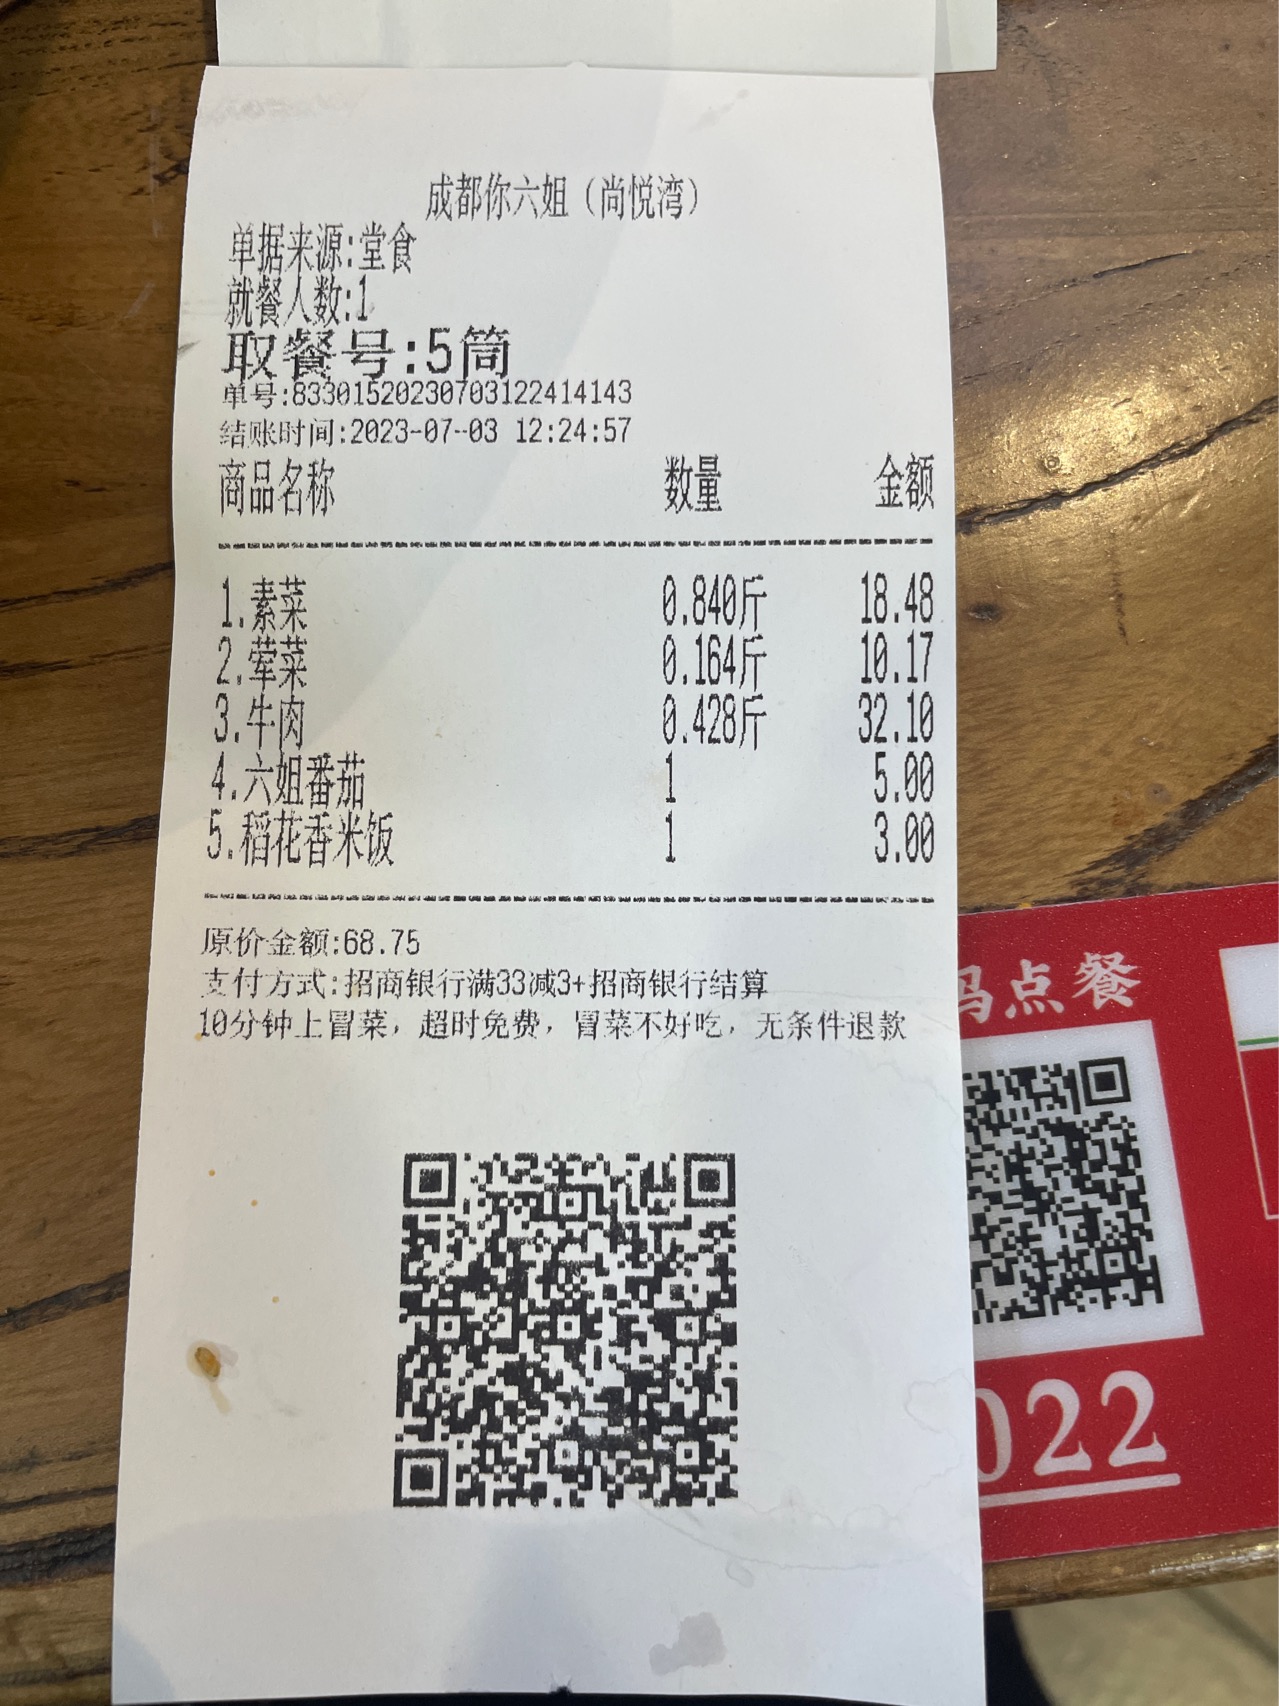 成都你六姐（尚悦湾）
单据来源:堂食
就餐人数:1
取餐号:5筒
单号:83301520230703122414143
结账时间:2023-07-03 12:24:57
商品名称 数量 金额
1.素菜 0.840斤 18.48
2.荤菜 0.164斤 10.17
3.牛肉 0.428斤 32.10
4.六姐番茄 1 5.00
5.稻花香米饭 1 3.00
原价金额:68.75
支付方式:招商银行满33减3+招商银行结算
10分钟上冒菜，超时免费，冒菜不好吃，无条件退款
码点餐
022